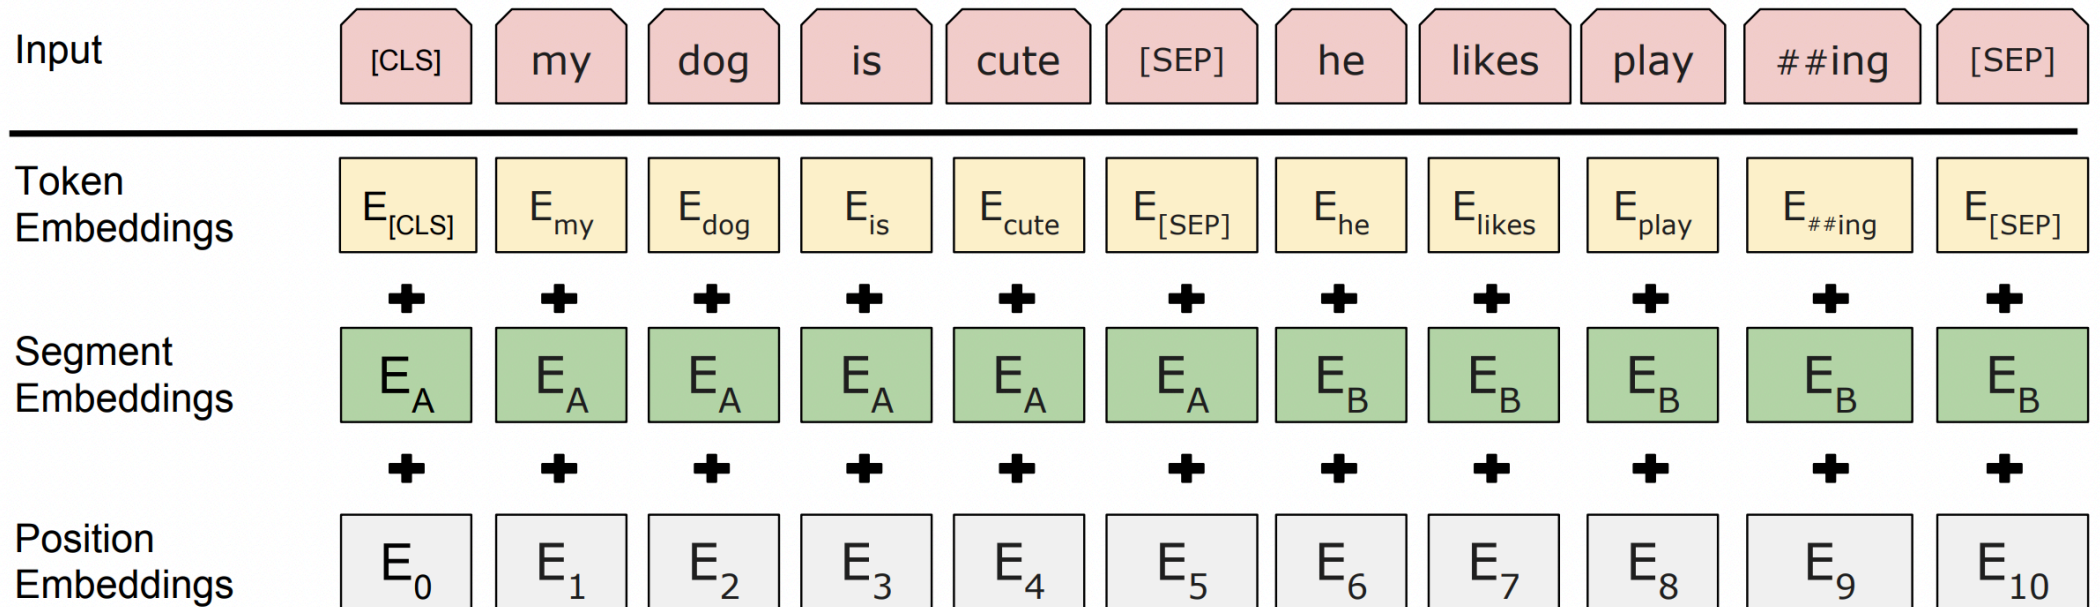 Input [CLS] my dog is cute [SEP] he likes play ##ing [SEP]
Token Embeddings E[CLS] Emy Edog Eis Ecute E[SEP] Ehe Elikes Eplay E##ing E[SEP]
+ + + + + + + + + + +
Segment Embeddings EA EA EA EA EA EA EB EB EB EB EB
+ + + + + + + + + + +
Position Embeddings E0 E1 E2 E3 E4 E5 E6 E7 E8 E9 E10